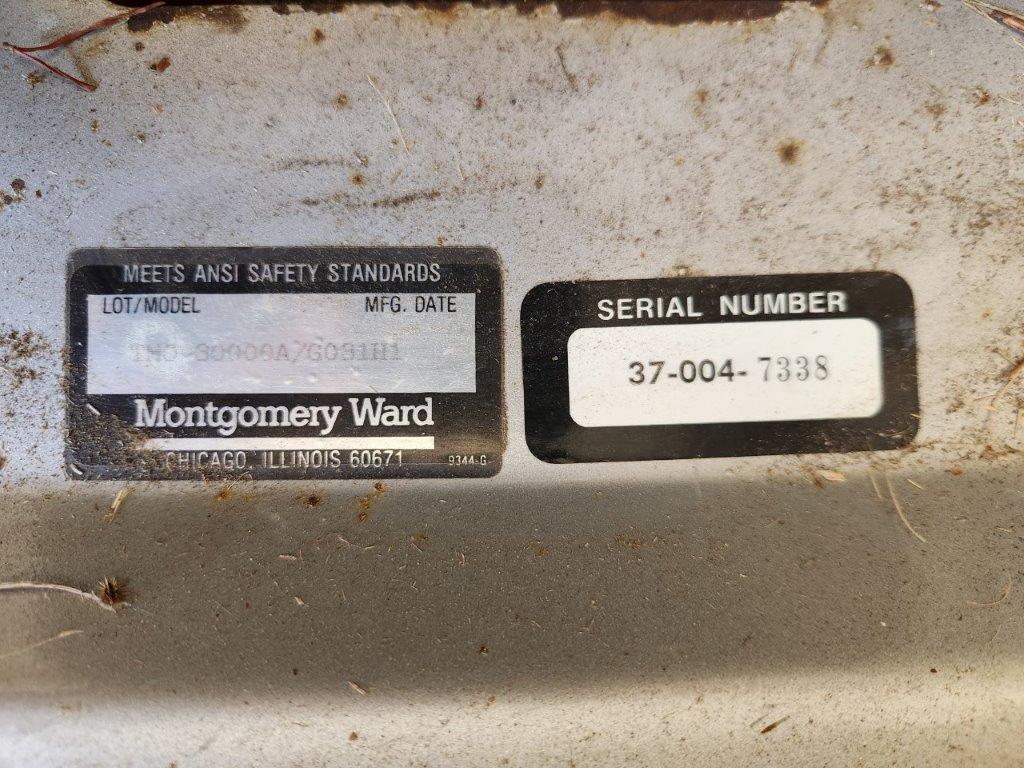 MEETS ANSI SAFETY STANDARDS
LOT/MODEL MFG. DATE
Montgomery Ward
CHICAGO, ILLINOIS 60671 9344-G
SERIAL NUMBER
37-004-7338